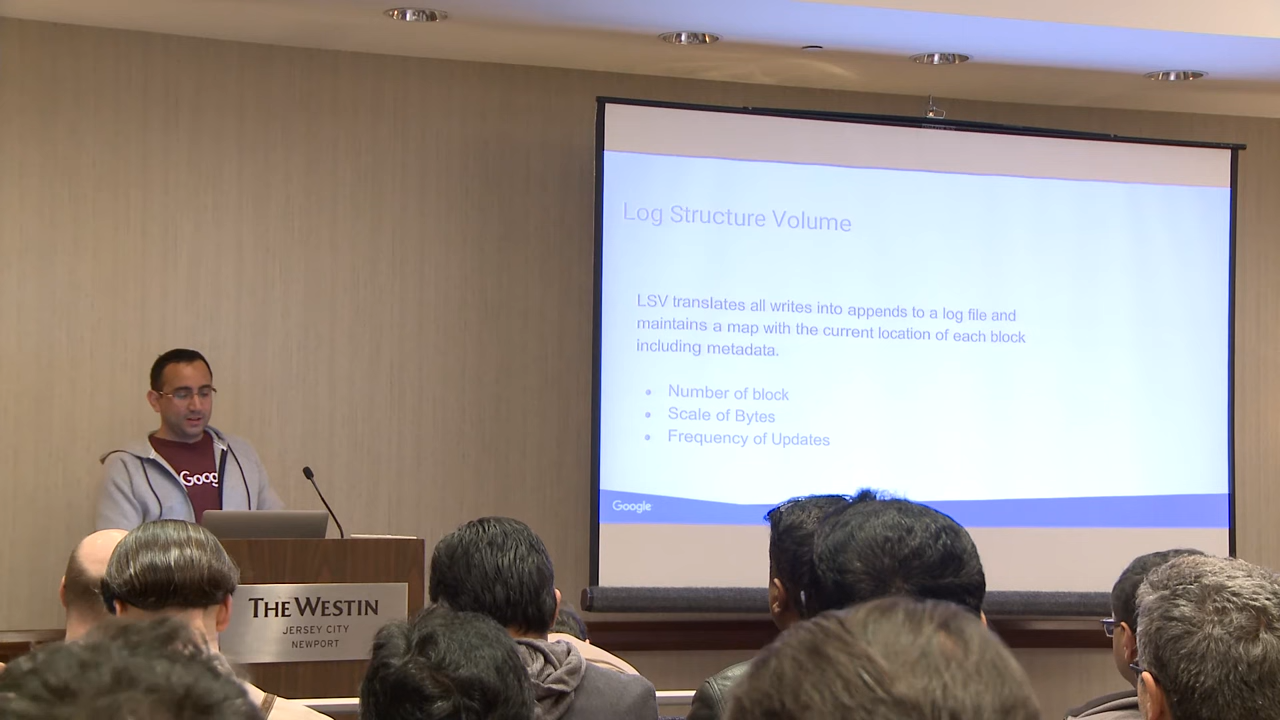 Log Structure Volume
LSV translates all writes into appends to a log file and
maintains a map with the current location of each block
including metadata.
Number of block
Scale of Bytes
Frequency of Updates
Google
Goog
THE WESTIN
JERSEY CITY
NEWPORT